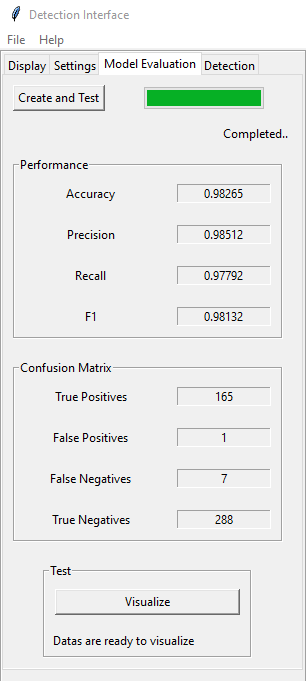 Detection Interface
File Help
Display Settings Model Evaluation Detection
Create and Test
Completed..
Performance
Accuracy 0.98265
Precision 0.98512
Recall 0.97792
F1 0.98132
Confusion Matrix
True Positives 165
False Positives 1
False Negatives 7
True Negatives 288
Test
Visualize
Datas are ready to visualize